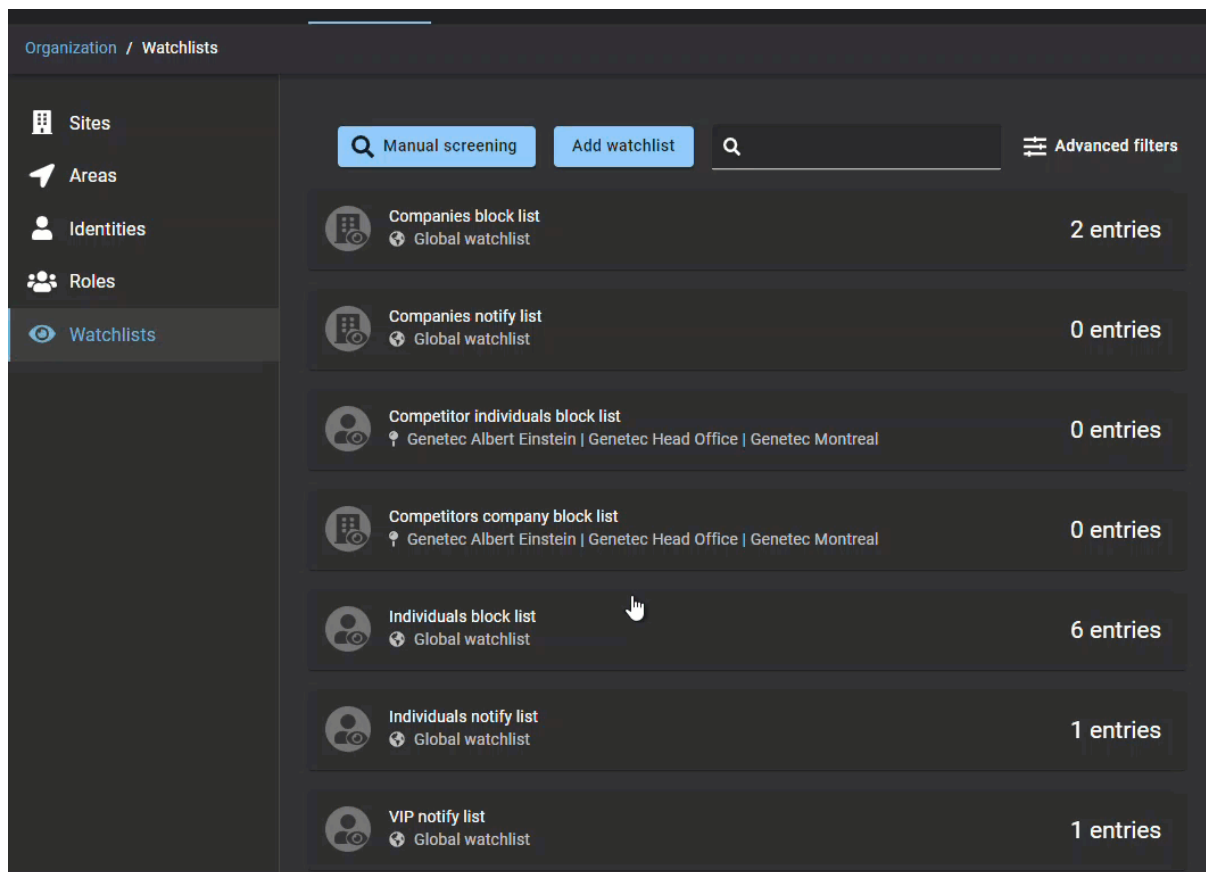 Organization / Watchlists
Sites
Areas
Identities
Roles
Watchlists
Manual screening
Add watchlist
Advanced filters
Companies block list
Global watchlist
2 entries
Companies notify list
Global watchlist
0 entries
Competitor individuals block list
Genetec Albert Einstein | Genetec Head Office | Genetec Montreal
0 entries
Competitors company block list
Genetec Albert Einstein | Genetec Head Office | Genetec Montreal
0 entries
Individuals block list
Global watchlist
6 entries
Individuals notify list
Global watchlist
1 entries
VIP notify list
Global watchlist
1 entries